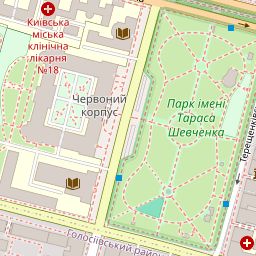 Київська
міська
клінічна
лікарня
№18
Червоний
корпус
Парк імені
Тараса
Шевченка
Голосіївський район